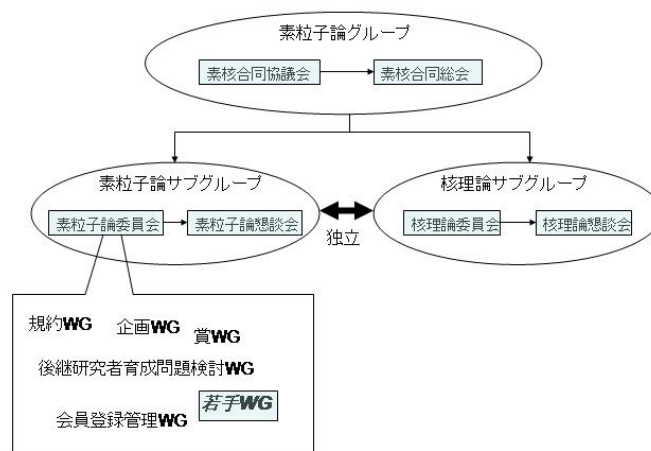 素粒子論グループ
素核合同協議会
素核合同総会
素粒子論サブグループ
核理論サブグループ
素粒子論委員会
素粒子論懇談会
独立
核理論委員会
核理論懇談会
規約WG
企画WG
賞WG
後継研究者育成問題検討WG
若手WG
会員登録管理WG